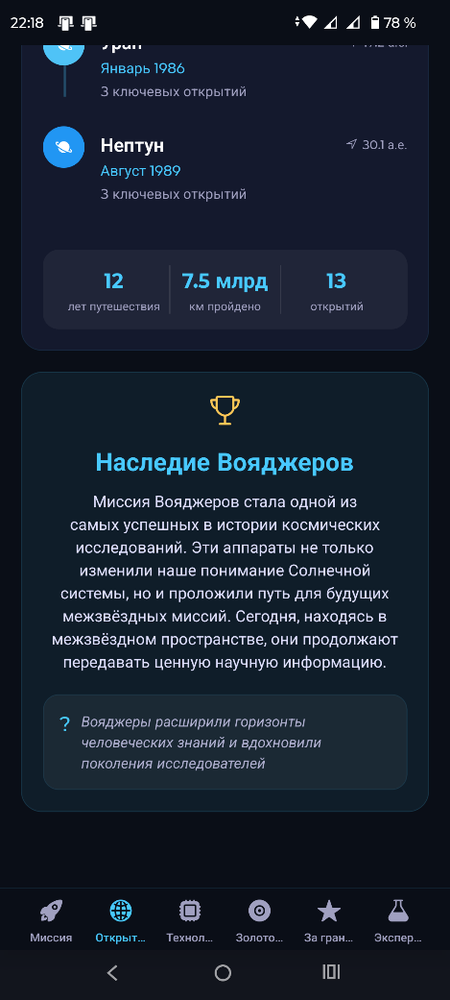 22:18
78 %
Уран
Январь 1986
3 ключевых открытий
Нептун
30.1 а.е.
Август 1989
3 ключевых открытий
12
7.5 млрд
13
лет путешествия
км пройдено
открытий
Наследие Вояджеров
Миссия Вояджеров стала одной из
самых успешных в истории космических
исследований. Эти аппараты не только
изменили наше понимание Солнечной
системы, но и проложили путь для будущих
межзвёздных миссий. Сегодня, находясь в
межзвёздном пространстве, они продолжают
передавать ценную научную информацию.
?
Вояджеры расширили горизонты
человеческих знаний и вдохновили
поколения исследователей
Миссия
Открыт...
Технол...
Золото...
За гран...
Экспер...